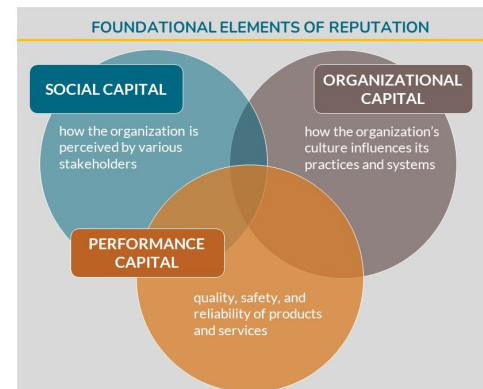 FOUNDATIONAL ELEMENTS OF REPUTATION
SOCIAL CAPITAL
how the organization is
perceived by various
stakeholders
ORGANIZATIONAL
CAPITAL
how the organization's
culture influences its
practices and systems
PERFORMANCE
CAPITAL
quality, safety, and
reliability of products
and services